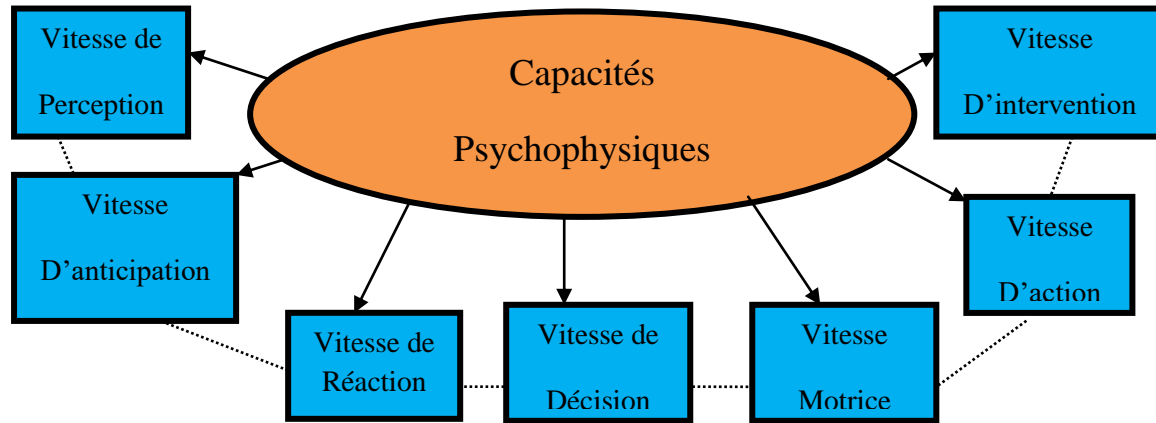 Capacités
Psychophysiques
Vitesse de
Perception
Vitesse
D’anticipation
Vitesse de
Réaction
Vitesse de
Décision
Vitesse
Motrice
Vitesse
D’action
Vitesse
D’intervention